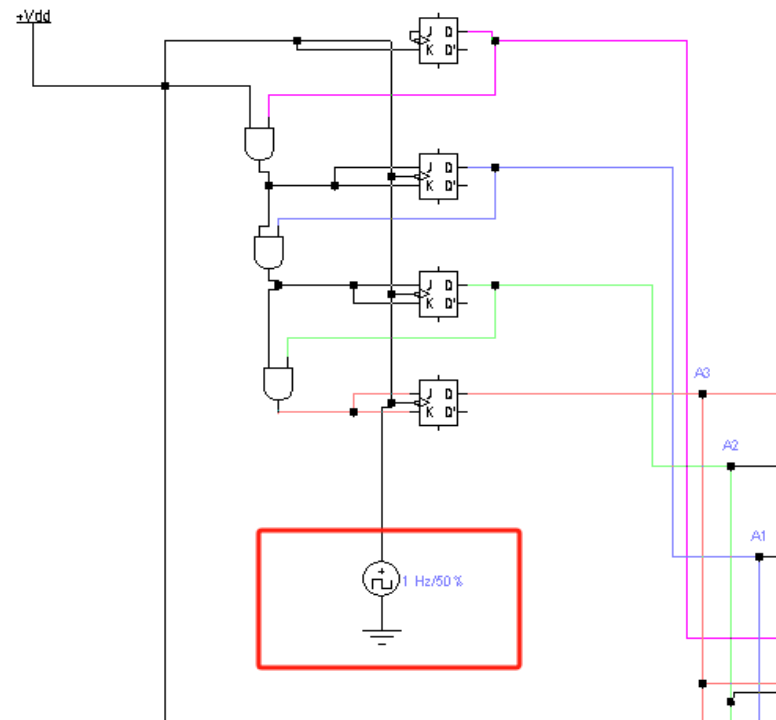 +Vdd
J Q
K Q'
J Q
K Q'
J Q
K Q'
A3
J Q
K Q'
A2
A1
1 Hz/50 %
+